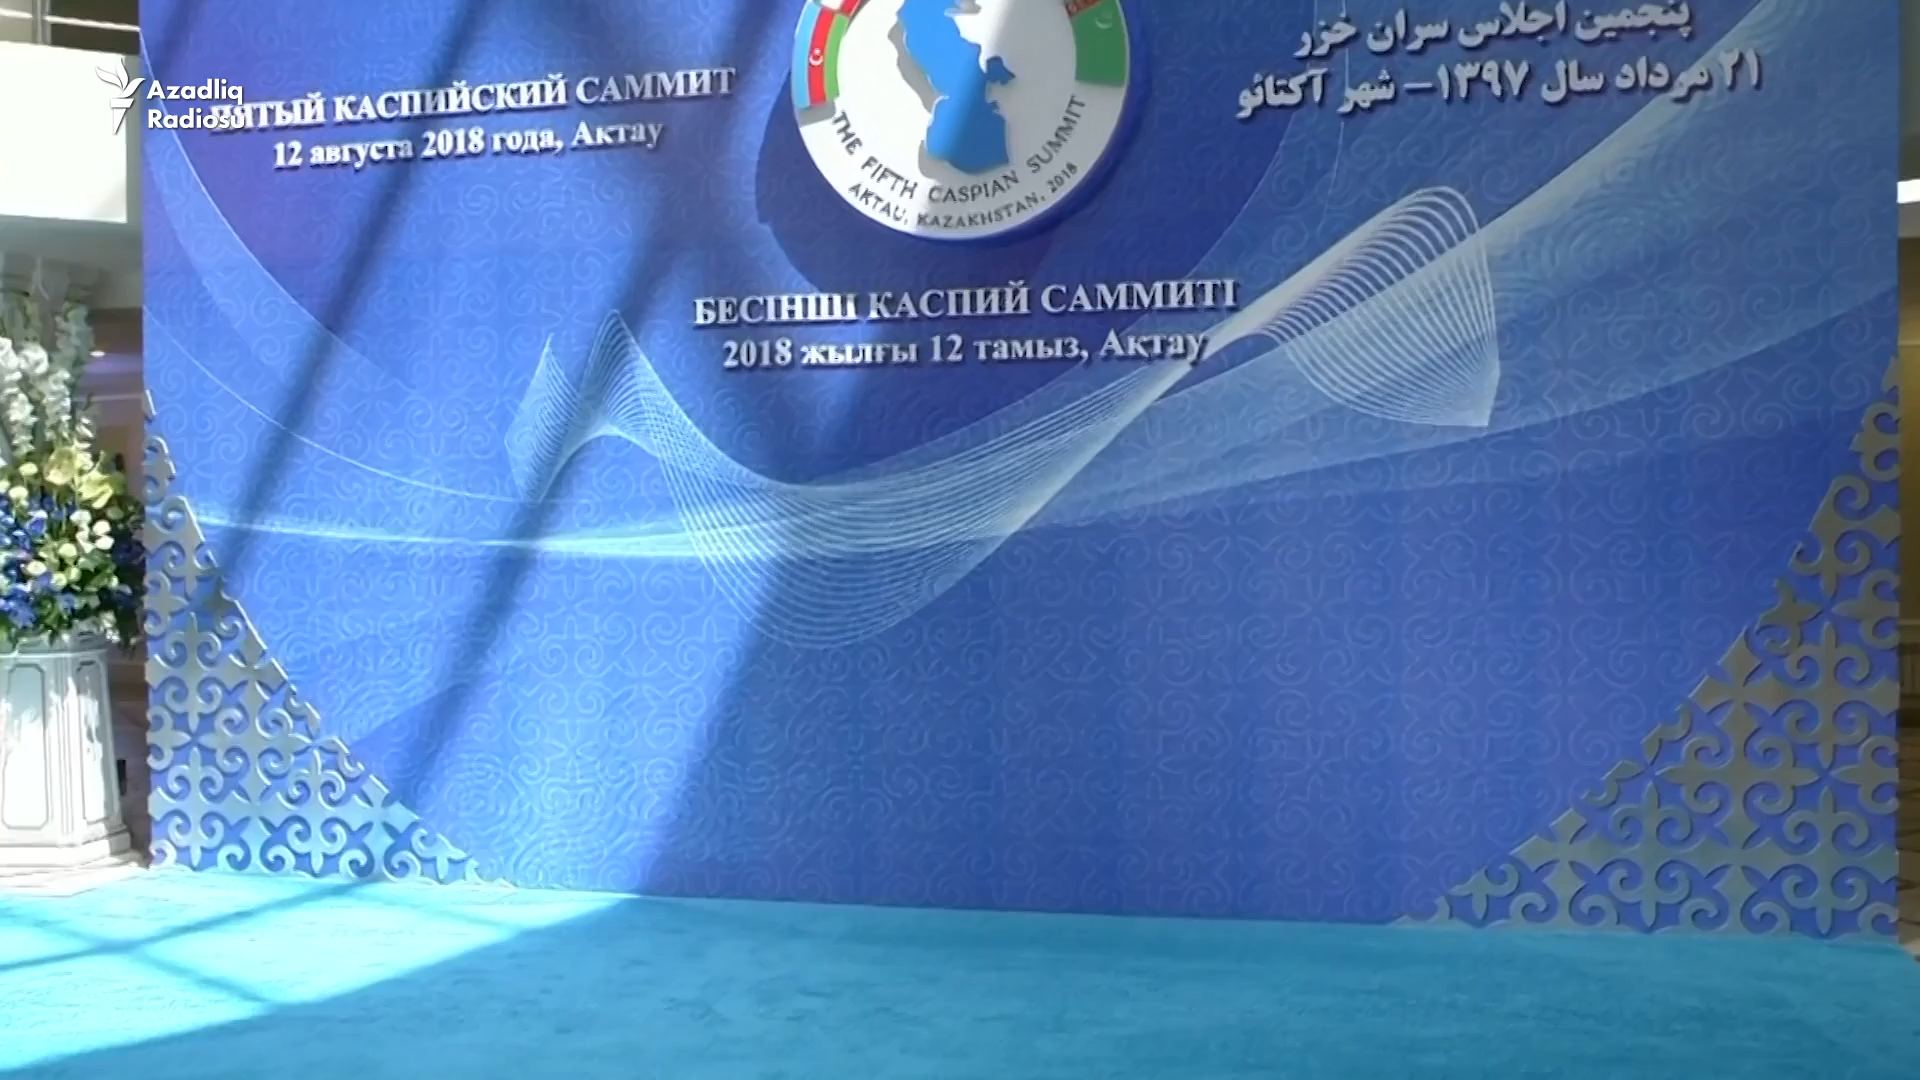 Azadlıq
Radiosu
ПЯТЫЙ КАСПИЙСКИЙ САММИТ
12 августа 2018 года, Актау
THE FIFTH CASPIAN SUMMIT
AKTAU, KAZAKHSTAN, 2018
پنجمین اجلاس سران خزر
۲۱ مرداد سال ۱۳۹۷– شهر آکتائو
БЕСІНШІ КАСПИЙ САММИТІ
2018 жылғы 12 тамыз, Ақтау